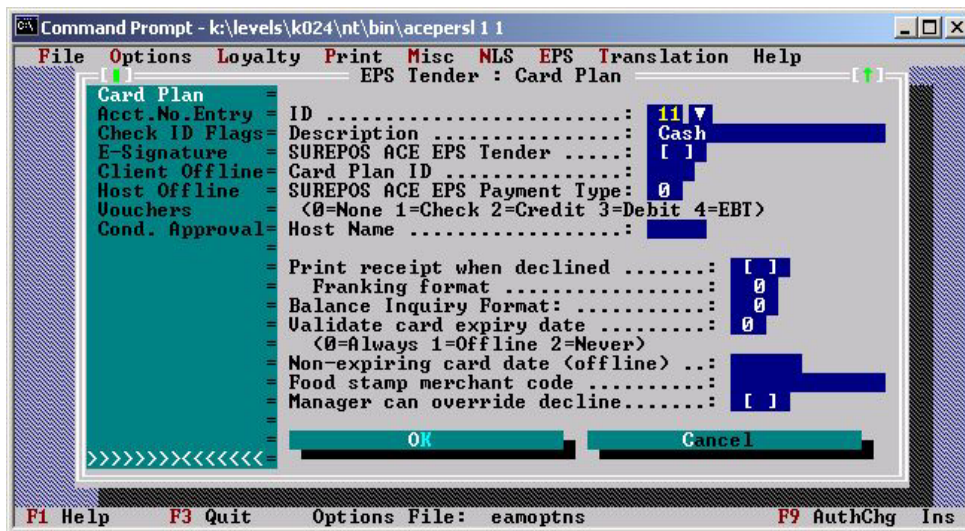 Command Prompt - k:\levels\k024\nt\bin\acepersl 1 1
File Options Loyalty Print Misc NLS EPS Translation Help
EPS Tender : Card Plan
Card Plan =
Acct.No.Entry = ID ...........................: 11
Check ID Flags= Description .................: Cash
E-Signature = SUREPOS ACE EPS Tender .....: [ ]
Client Offline= Card Plan ID ................:
Host Offline = SUREPOS ACE EPS Payment Type: 0
Vouchers = (0=None 1=Check 2=Credit 3=Debit 4=EBT)
Cond. Approval= Host Name ...................:
=
= Print receipt when declined .......: [ ]
= Franking format ..................: 0
= Balance Inquiry Format: ...........: 0
= Validate card expiry date .........: 0
= (0=Always 1=Offline 2=Never)
= Non-expiring card date (offline) ..:
= Food stamp merchant code ..........:
= Manager can override decline.......: [ ]
=
= OK Cancel
>>>>>>>><<<<<<<=
F1 Help F3 Quit Options File: eamoptns F9 AuthChg Ins